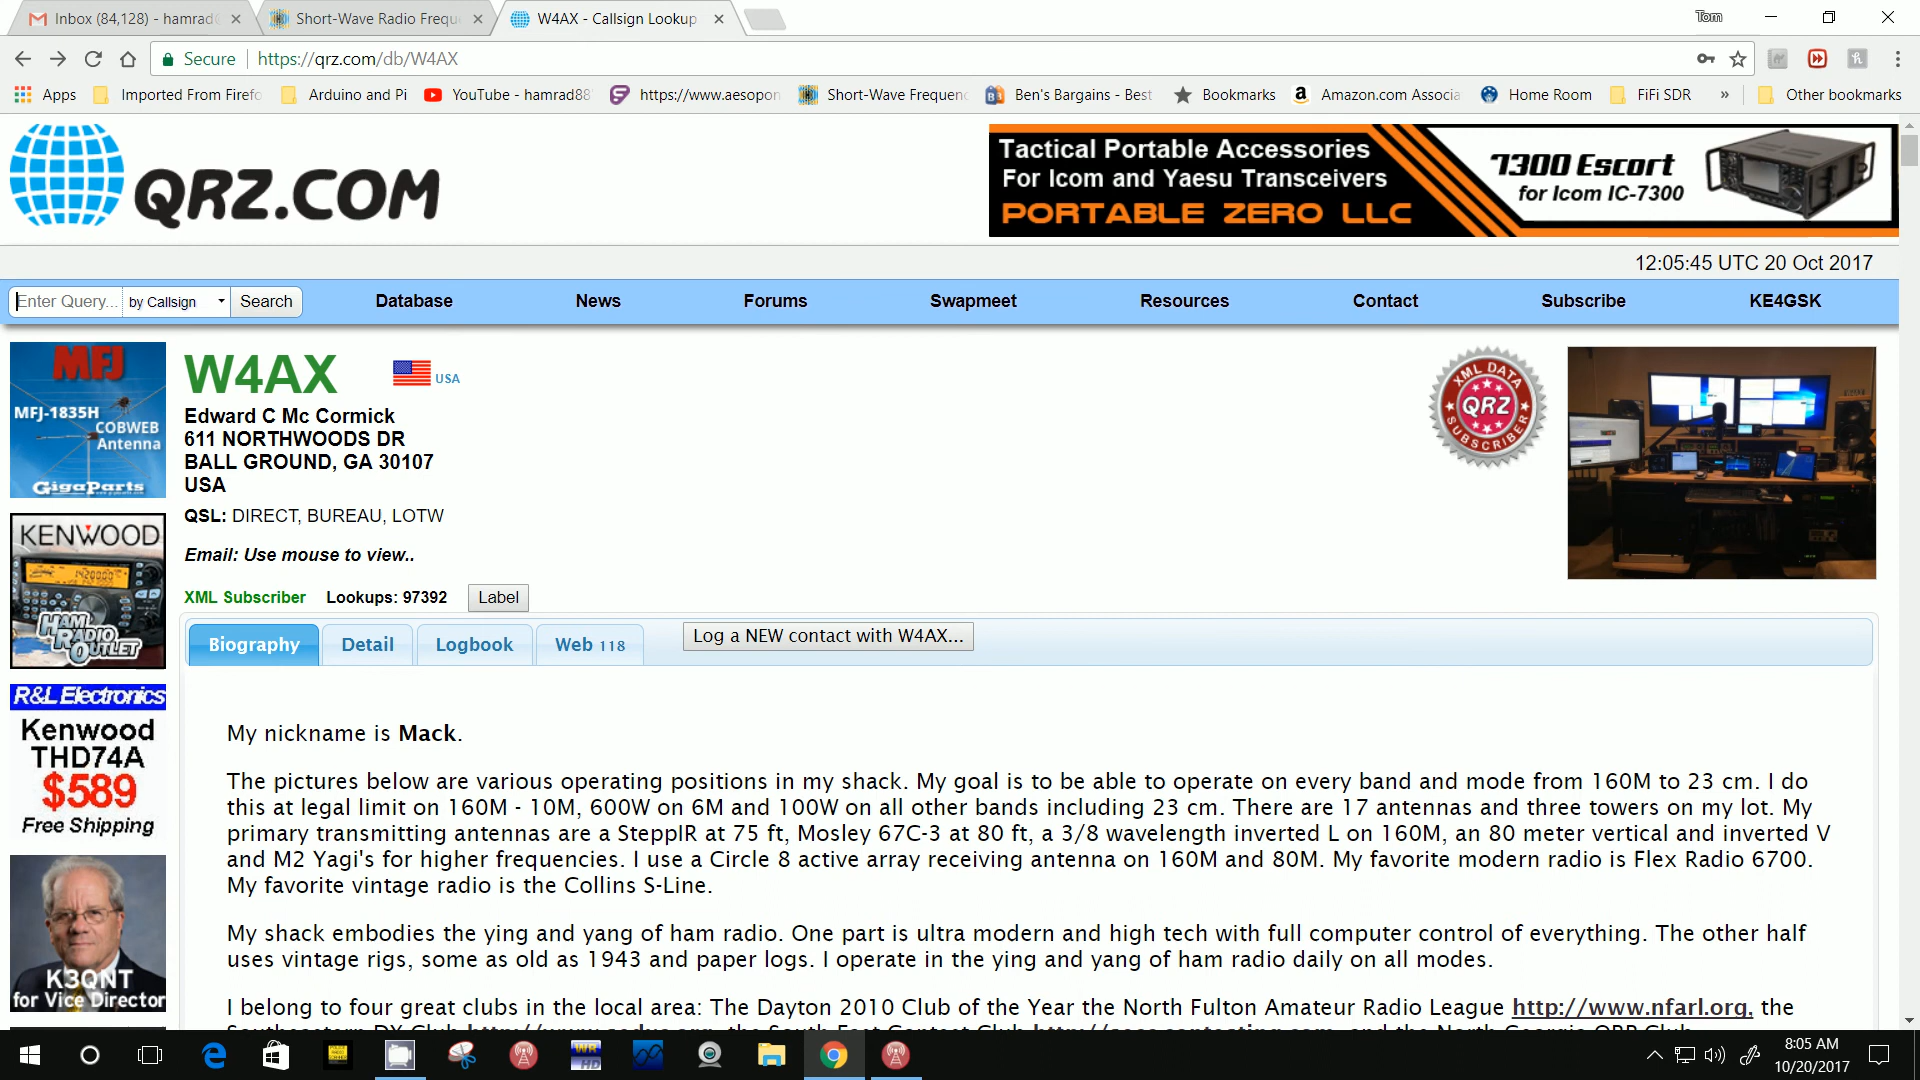 Inbox (84,128) - hamrad
Short-Wave Radio Frequ
W4AX - Callsign Lookup
Tom
Secure
https://qrz.com/db/W4AX
Apps
Imported From Firefo
Arduino and Pi
YouTube - hamrad88
https://www.aesopon
Short-Wave Frequenc
Ben's Bargains - Best
Bookmarks
Amazon.com Associa
Home Room
FiFi SDR
»
Other bookmarks
QRZ.COM
Tactical Portable Accessories
For Icom and Yaesu Transceivers
PORTABLE ZERO LLC
7300 Escort
for Icom IC-7300
12:05:45 UTC 20 Oct 2017
Enter Query...
by Callsign
Search
Database
News
Forums
Swapmeet
Resources
Contact
Subscribe
KE4GSK
MFJ
MFJ-1835H
COBWEB
Antenna
GigaParts
KENWOOD
HAM RADIO OUTLET
R&L Electronics
Kenwood
THD74A
$589
Free Shipping
K3QNT
for Vice Director
W4AX
USA
Edward C Mc Cormick
611 NORTHWOODS DR
BALL GROUND, GA 30107
USA
QSL: DIRECT, BUREAU, LOTW
Email: Use mouse to view..
XML DATA
QRZ
SUBSCRIBER
XML Subscriber
Lookups: 97392
Label
Biography
Detail
Logbook
Web 118
Log a NEW contact with W4AX...
My nickname is Mack.
The pictures below are various operating positions in my shack. My goal is to be able to operate on every band and mode from 160M to 23 cm. I do
this at legal limit on 160M - 10M, 600W on 6M and 100W on all other bands including 23 cm. There are 17 antennas and three towers on my lot. My
primary transmitting antennas are a SteppIR at 75 ft, Mosley 67C-3 at 80 ft, a 3/8 wavelength inverted L on 160M, an 80 meter vertical and inverted V
and M2 Yagi's for higher frequencies. I use a Circle 8 active array receiving antenna on 160M and 80M. My favorite modern radio is Flex Radio 6700.
My favorite vintage radio is the Collins S-Line.
My shack embodies the ying and yang of ham radio. One part is ultra modern and high tech with full computer control of everything. The other half
uses vintage rigs, some as old as 1943 and paper logs. I operate in the ying and yang of ham radio daily on all modes.
I belong to four great clubs in the local area: The Dayton 2010 Club of the Year the North Fulton Amateur Radio League http://www.nfarl.org, the
8:05 AM
10/20/2017